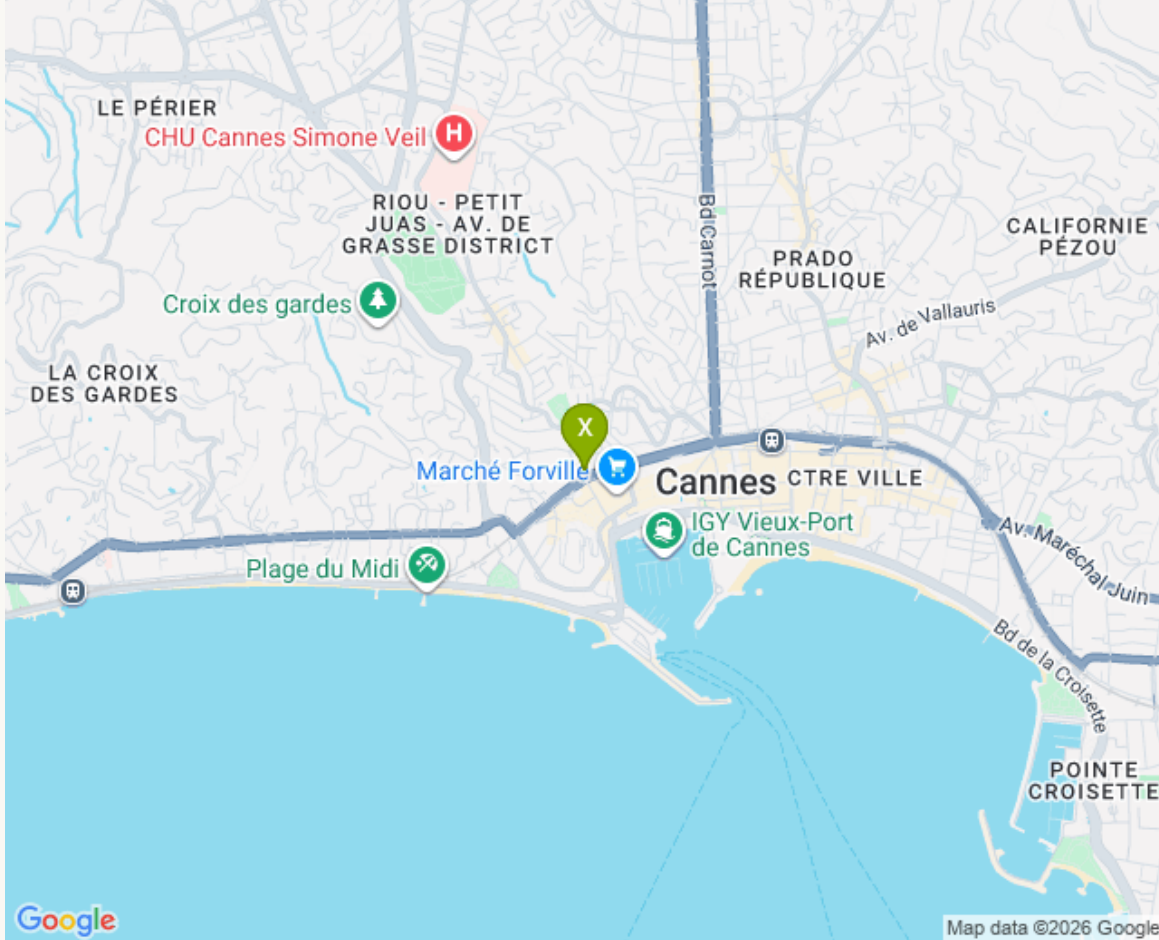 LE PÉRIER
CHU Cannes Simone Veil
H
RIOU - PETIT
JUAS - AV. DE
GRASSE DISTRICT
Bd Carnot
CALIFORNIE
PÉZOU
PRADO
RÉPUBLIQUE
Croix des gardes
Av. de Vallauris
LA CROIX
DES GARDES
X
Marché Forville
Cannes
CTRE VILLE
IGY Vieux-Port
de Cannes
Av. Maréchal Juin
Plage du Midi
Bd de la Croisette
POINTE
CROISETTE
Google
Map data ©2026 Google